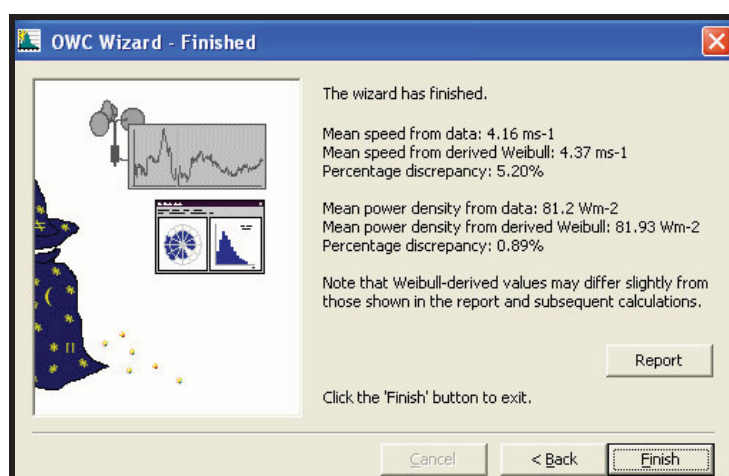 OWC Wizard - Finished
The wizard has finished.
Mean speed from data: 4.16 ms-1
Mean speed from derived Weibull: 4.37 ms-1
Percentage discrepancy: 5.20%
Mean power density from data: 81.2 Wm-2
Mean power density from derived Weibull: 81.93 Wm-2
Percentage discrepancy: 0.89%
Note that Weibull-derived values may differ slightly from
those shown in the report and subsequent calculations.
Report
Click the 'Finish' button to exit.
Cancel
< Back
Finish